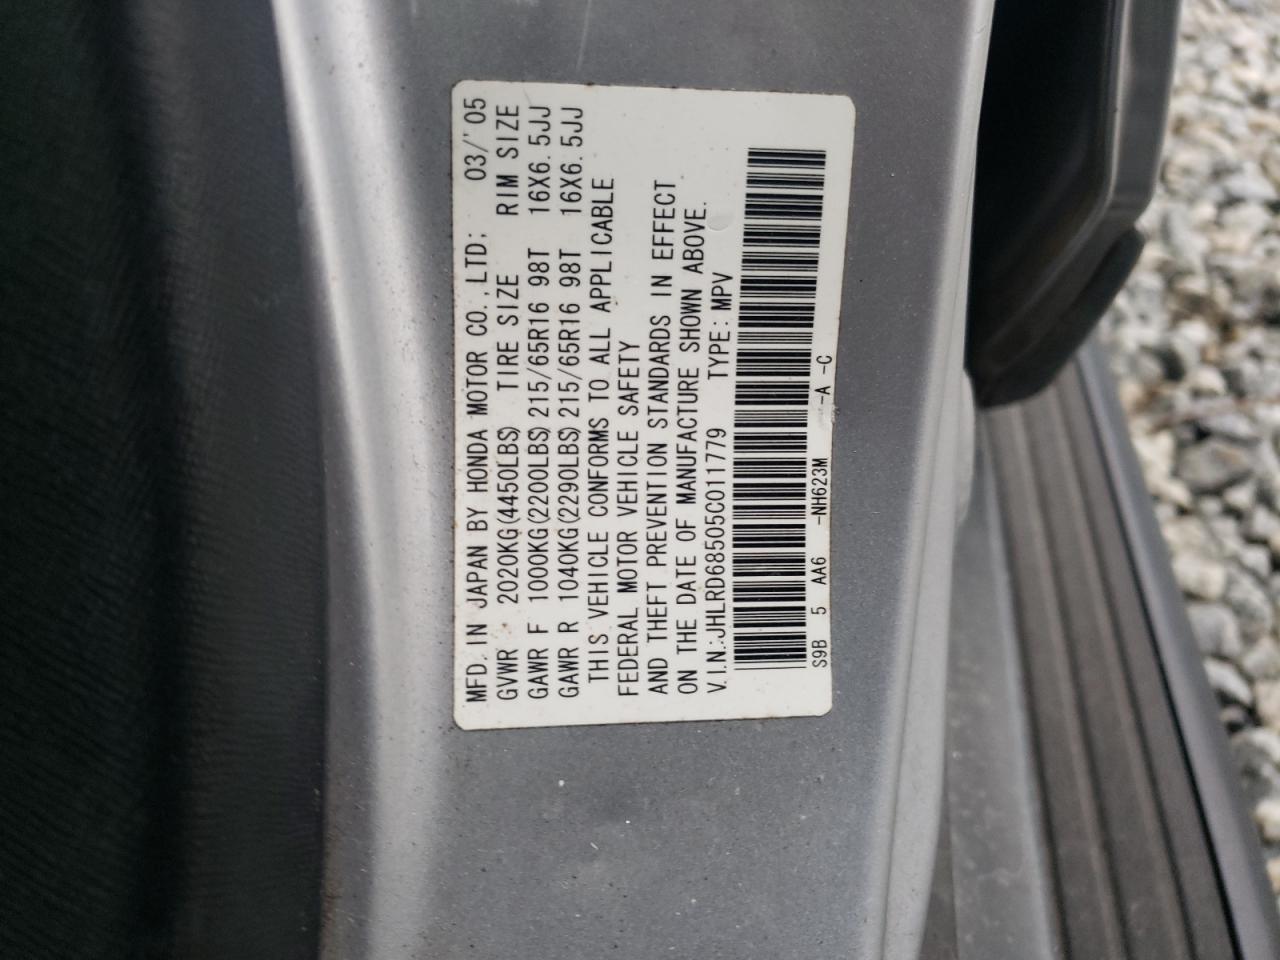 MFD. IN JAPAN BY HONDA MOTOR CO., LTD: 03/'05
GVWR 2020KG(4450LBS) TIRE SIZE RIM SIZE
GAWR F 1000KG(2200LBS) 215/65R16 98T 16X6.5JJ
GAWR R 1040KG(2290LBS) 215/65R16 98T 16X6.5JJ
THIS VEHICLE CONFORMS TO ALL APPLICABLE
FEDERAL MOTOR VEHICLE SAFETY
AND THEFT PREVENTION STANDARDS IN EFFECT
ON THE DATE OF MANUFACTURE SHOWN ABOVE.
V.I.N.:JHLRD68505C011779 TYPE: MPV
S9B 5 AA6 -NH623M -A -C